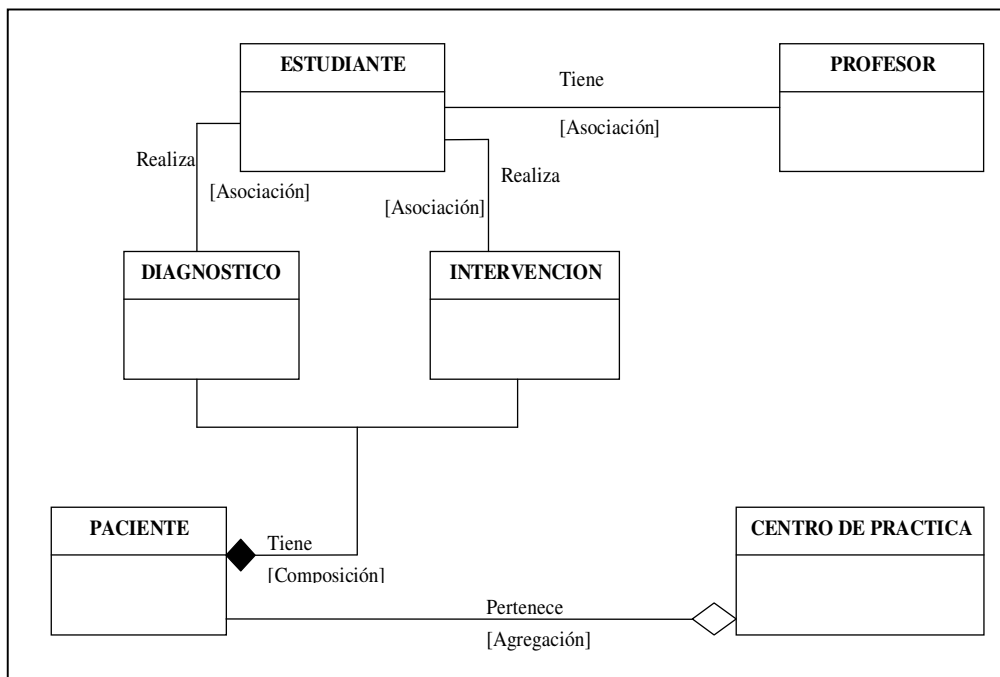 ESTUDIANTE
PROFESOR
Tiene
[Asociación]
Realiza
[Asociación]
Realiza
[Asociación]
DIAGNOSTICO
INTERVENCION
PACIENTE
CENTRO DE PRACTICA
Tiene
[Composición]
Pertenece
[Agregación]